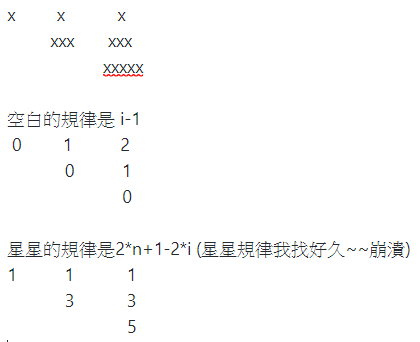 x x x
xxx xxx
xxxxx
空白的規律是 i-1
0 1 2
0 1
0
星星的規律是2*n+1-2*i (星星規律我找好久~~崩潰)
1 1 1
3 3
5